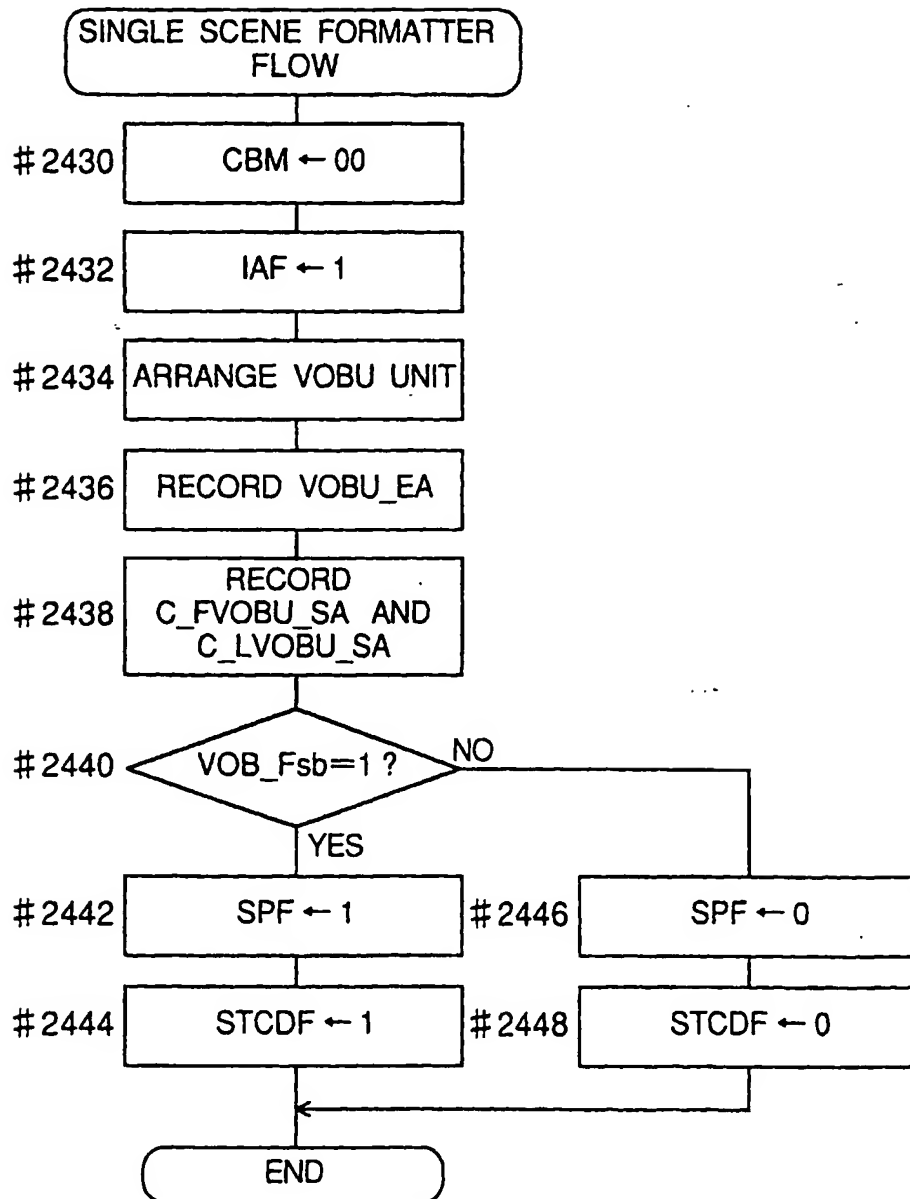 SINGLE SCENE FORMATTER
FLOW
#2430
CBM ← 00
#2432
IAF ← 1
#2434
ARRANGE VOBU UNIT
#2436
RECORD VOBU_EA
#2438
RECORD
C_FVOBU_SA AND
C_LVOBU_SA
#2440
VOB_Fsb=1 ?
NO
YES
#2442
SPF ← 1
#2446
SPF ← 0
#2444
STCDF ← 1
#2448
STCDF ← 0
END